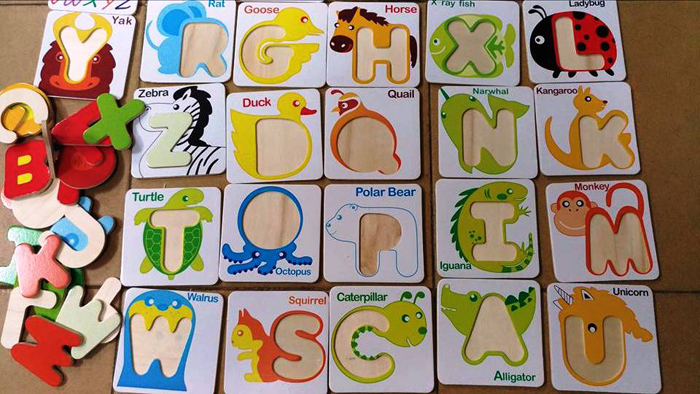 WXYZ
Yak
Y
Rat
R
Goose
G
Horse
H
X ray fish
X
Ladybug
L
Zebra
Z
Duck
D
Quail
Q
Narwhal
N
Kangaroo
K
Turtle
T
Octopus
O
Polar Bear
P
Iguana
I
Monkey
M
Walrus
W
Squirrel
S
Caterpillar
C
Alligator
A
Unicorn
U
X
B
X
M